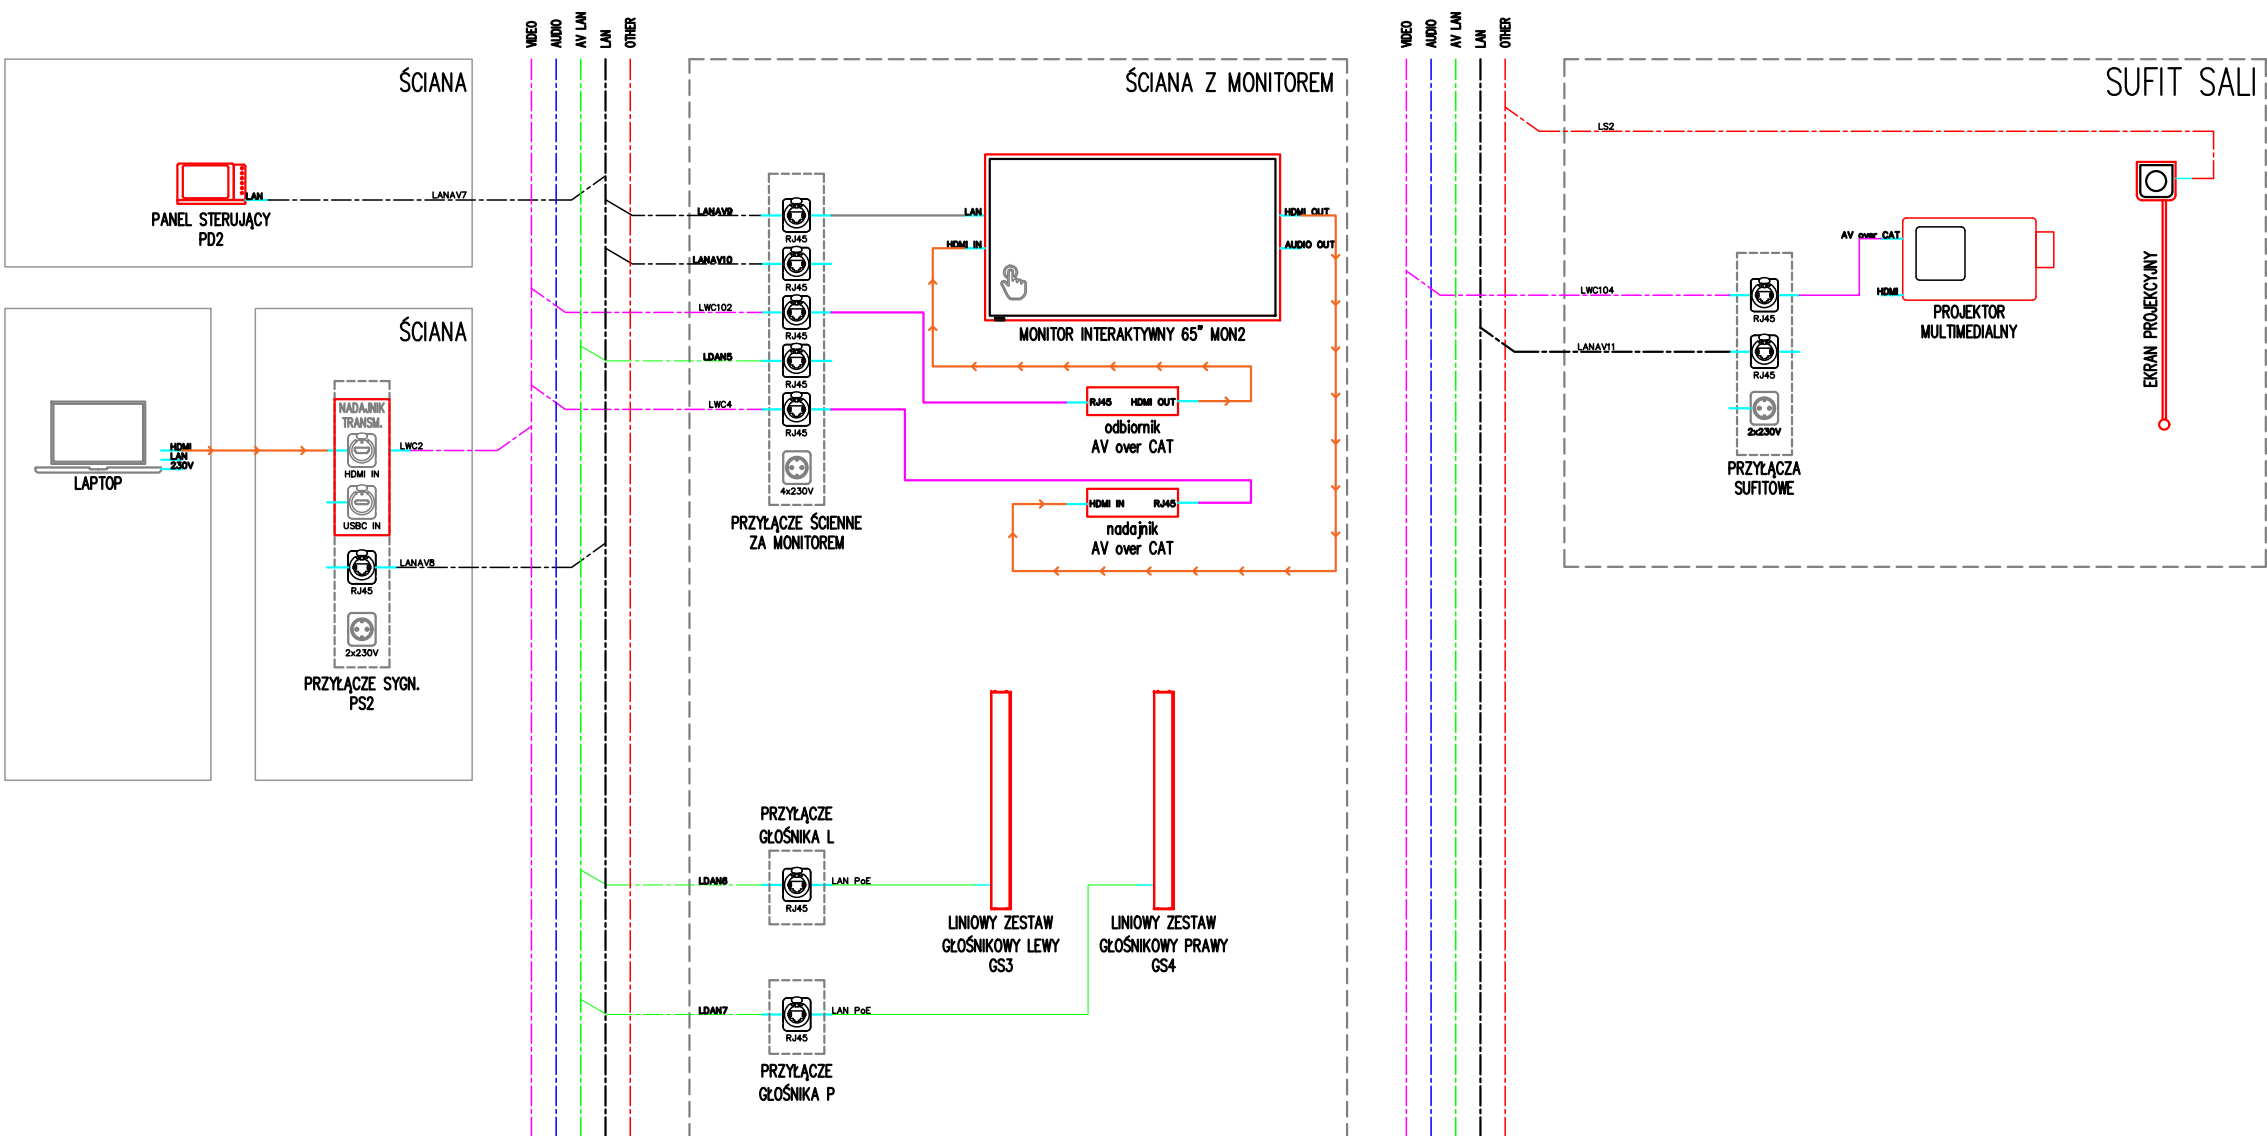 VIDEO
AUDIO
AV LAN
LAN
OTHER
VIDEO
AUDIO
AV LAN
LAN
OTHER
ŚCIANA
LAN
LANAV7
PANEL STERUJĄCY
PD2
ŚCIANA
NADAJNIK
TRANSM.
HDMI
LAN
230V
LAPTOP
LWC2
HDMI IN
USBC IN
LANAV8
RJ45
2x230V
PRZYŁĄCZE SYGN.
PS2
ŚCIANA Z MONITOREM
LANAV9
RJ45
LANAV10
RJ45
LWC102
RJ45
LDAN5
RJ45
LWC4
RJ45
4x230V
PRZYŁĄCZE ŚCIENNE
ZA MONITOREM
LAN
HDMI IN
HDMI OUT
AUDIO OUT
MONITOR INTERAKTYWNY 65" MON2
RJ45 HDMI OUT
odbiornik
AV over CAT
HDMI IN RJ45
nadajnik
AV over CAT
PRZYŁĄCZE
GŁOŚNIKA L
LDAN6
LAN PoE
RJ45
LINIOWY ZESTAW
GŁOŚNIKOWY LEWY
GS3
LINIOWY ZESTAW
GŁOŚNIKOWY PRAWY
GS4
LDAN7
LAN PoE
RJ45
PRZYŁĄCZE
GŁOŚNIKA P
SUFIT SALI
LS2
AV over CAT
HDMI
PROJEKTOR
MULTIMEDIALNY
EKRAN PROJEKCYJNY
LWC104
RJ45
LANAV11
RJ45
2x230V
PRZYŁĄCZA
SUFITOWE